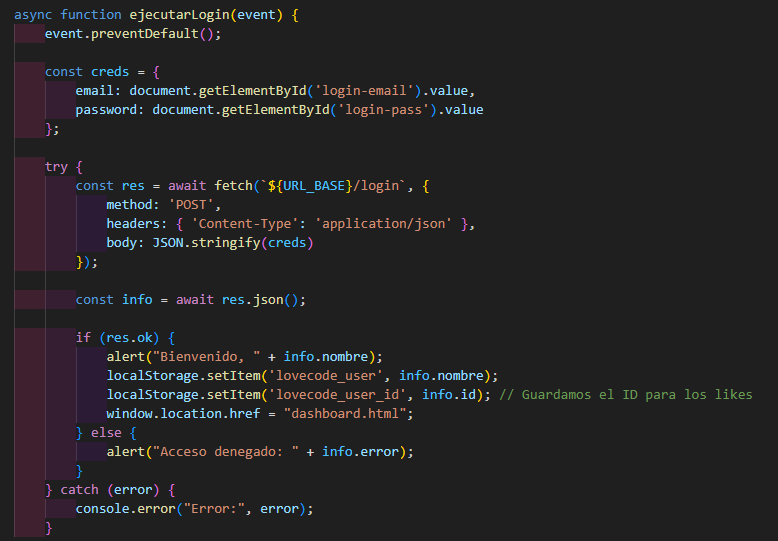 async function ejecutarLogin(event) {
    event.preventDefault();

    const creds = {
        email: document.getElementById('login-email').value,
        password: document.getElementById('login-pass').value
    };

    try {
        const res = await fetch(`${URL_BASE}/login`, {
            method: 'POST',
            headers: { 'Content-Type': 'application/json' },
            body: JSON.stringify(creds)
        });

        const info = await res.json();

        if (res.ok) {
            alert("Bienvenido, " + info.nombre);
            localStorage.setItem('lovecode_user', info.nombre);
            localStorage.setItem('lovecode_user_id', info.id); // Guardamos el ID para los likes
            window.location.href = "dashboard.html";
        } else {
            alert("Acceso denegado: " + info.error);
        }
    } catch (error) {
        console.error("Error:", error);
    }